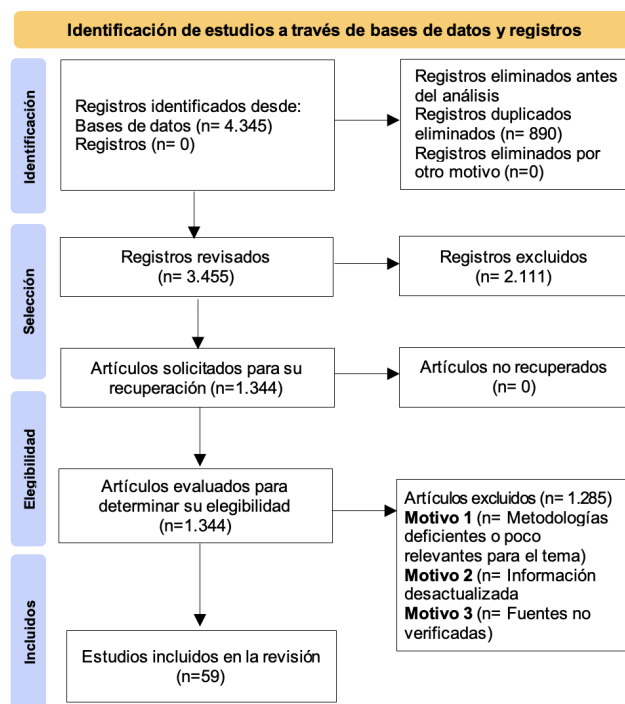 Identificación de estudios a través de bases de datos y registros
Identificación
Registros identificados desde:
Bases de datos (n= 4.345)
Registros (n= 0)
Registros eliminados antes
del análisis
Registros duplicados
eliminados (n= 890)
Registros eliminados por
otro motivo (n=0)
Selección
Registros revisados
(n= 3.455)
Registros excluidos
(n= 2.111)
Artículos solicitados para su
recuperación (n=1.344)
Artículos no recuperados
(n= 0)
Elegibilidad
Artículos evaluados para
determinar su elegibilidad
(n=1.344)
Artículos excluidos (n= 1.285)
Motivo 1 (n= Metodologías
deficientes o poco
relevantes para el tema)
Motivo 2 (n= Información
desactualizada
Motivo 3 (n= Fuentes no
verificadas)
Incluidos
Estudios incluidos en la revisión
(n=59)